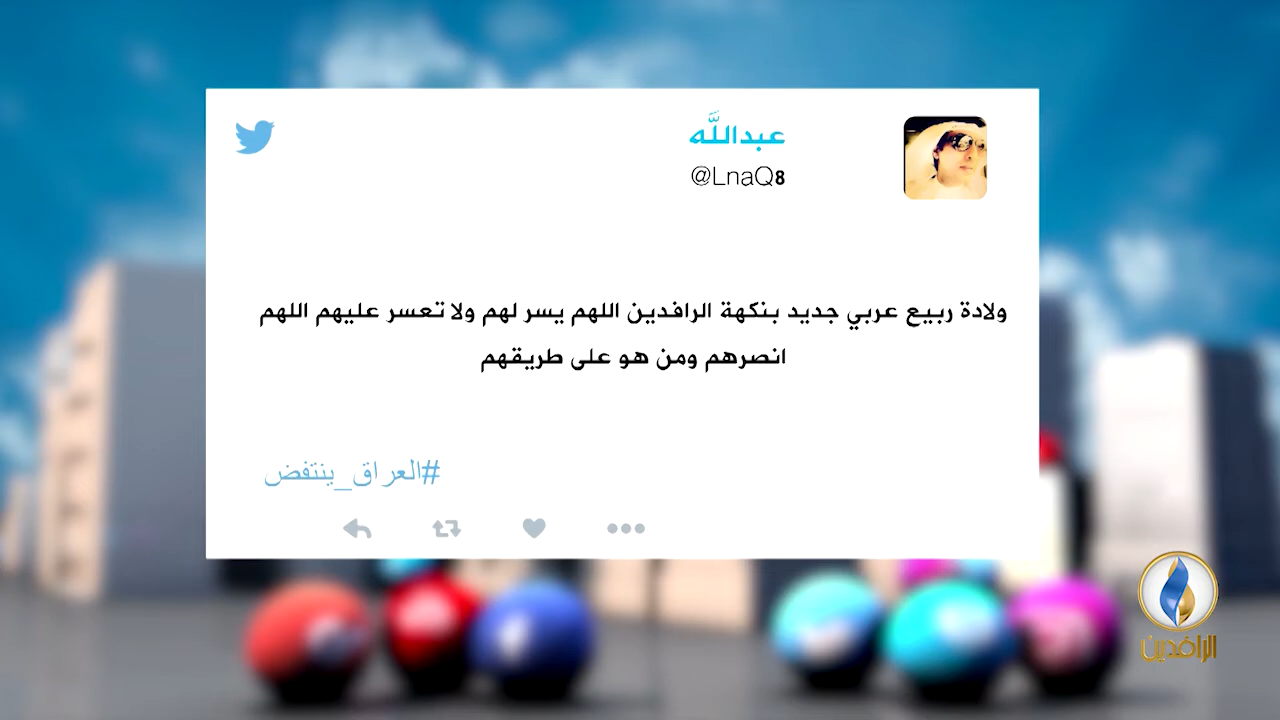 عبداللَّه
@LnaQ8
ولادة ربيع عربي جديد بنكهة الرافدين اللهم يسر لهم ولا تعسر عليهم اللهم
انصرهم ومن هو على طريقهم
#العراق_ينتفض
الرافدين